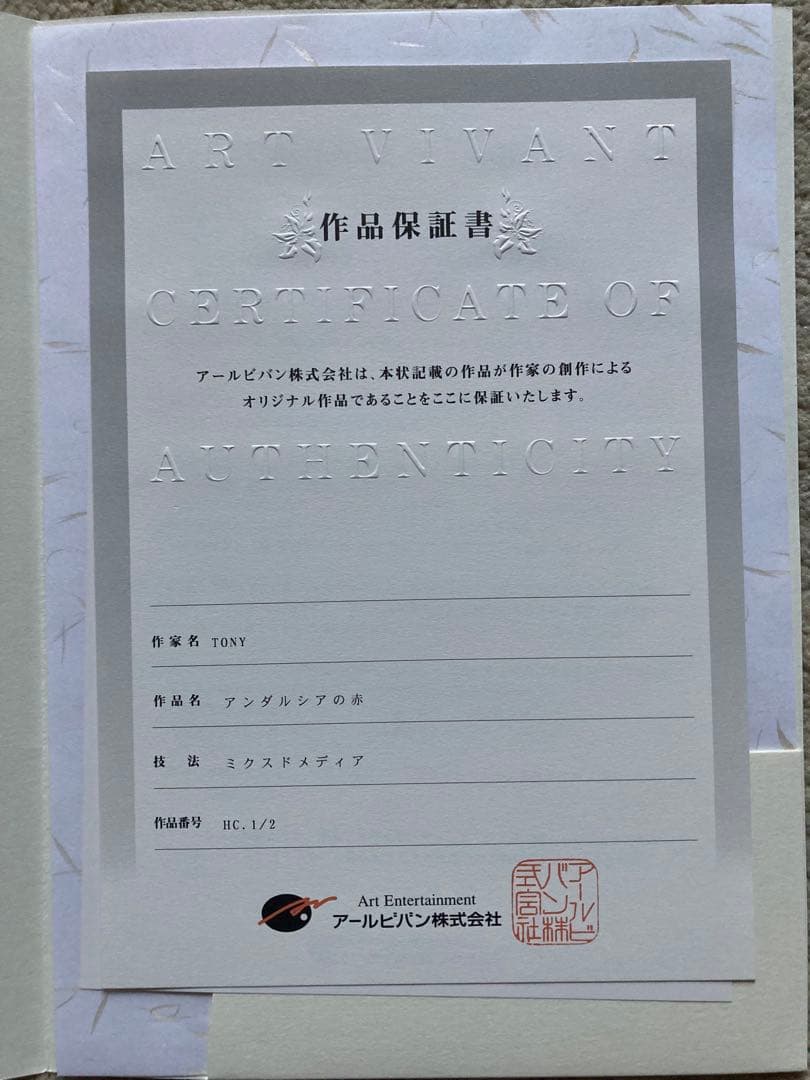 ART VIVANT
作品保証書
CERTIFICATE OF
アールビバン株式会社は、本状記載の作品が作家の創作による
オリジナル作品であることをここに保証いたします。
AUTHENTICITY
作家名 TONY
作品名 アンダルシアの赤
技法 ミクスドメディア
作品番号 HC.1/2
Art Entertainment
アールビバン株式会社
アールビバン株式会社